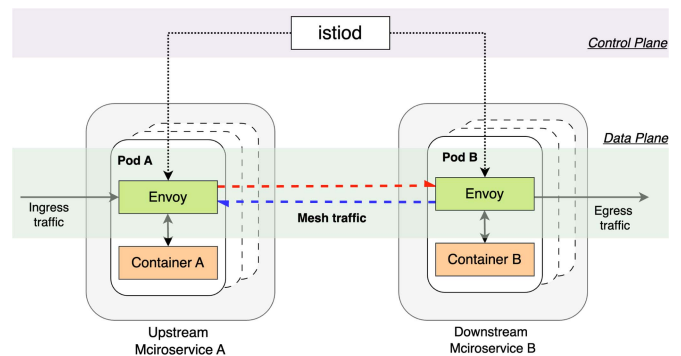 istiod
Control Plane
Data Plane
Pod A
Pod B
Envoy
Envoy
Ingress
traffic
Mesh traffic
Egress
traffic
Container A
Container B
Upstream
Mciroservice A
Downstream
Mciroservice B